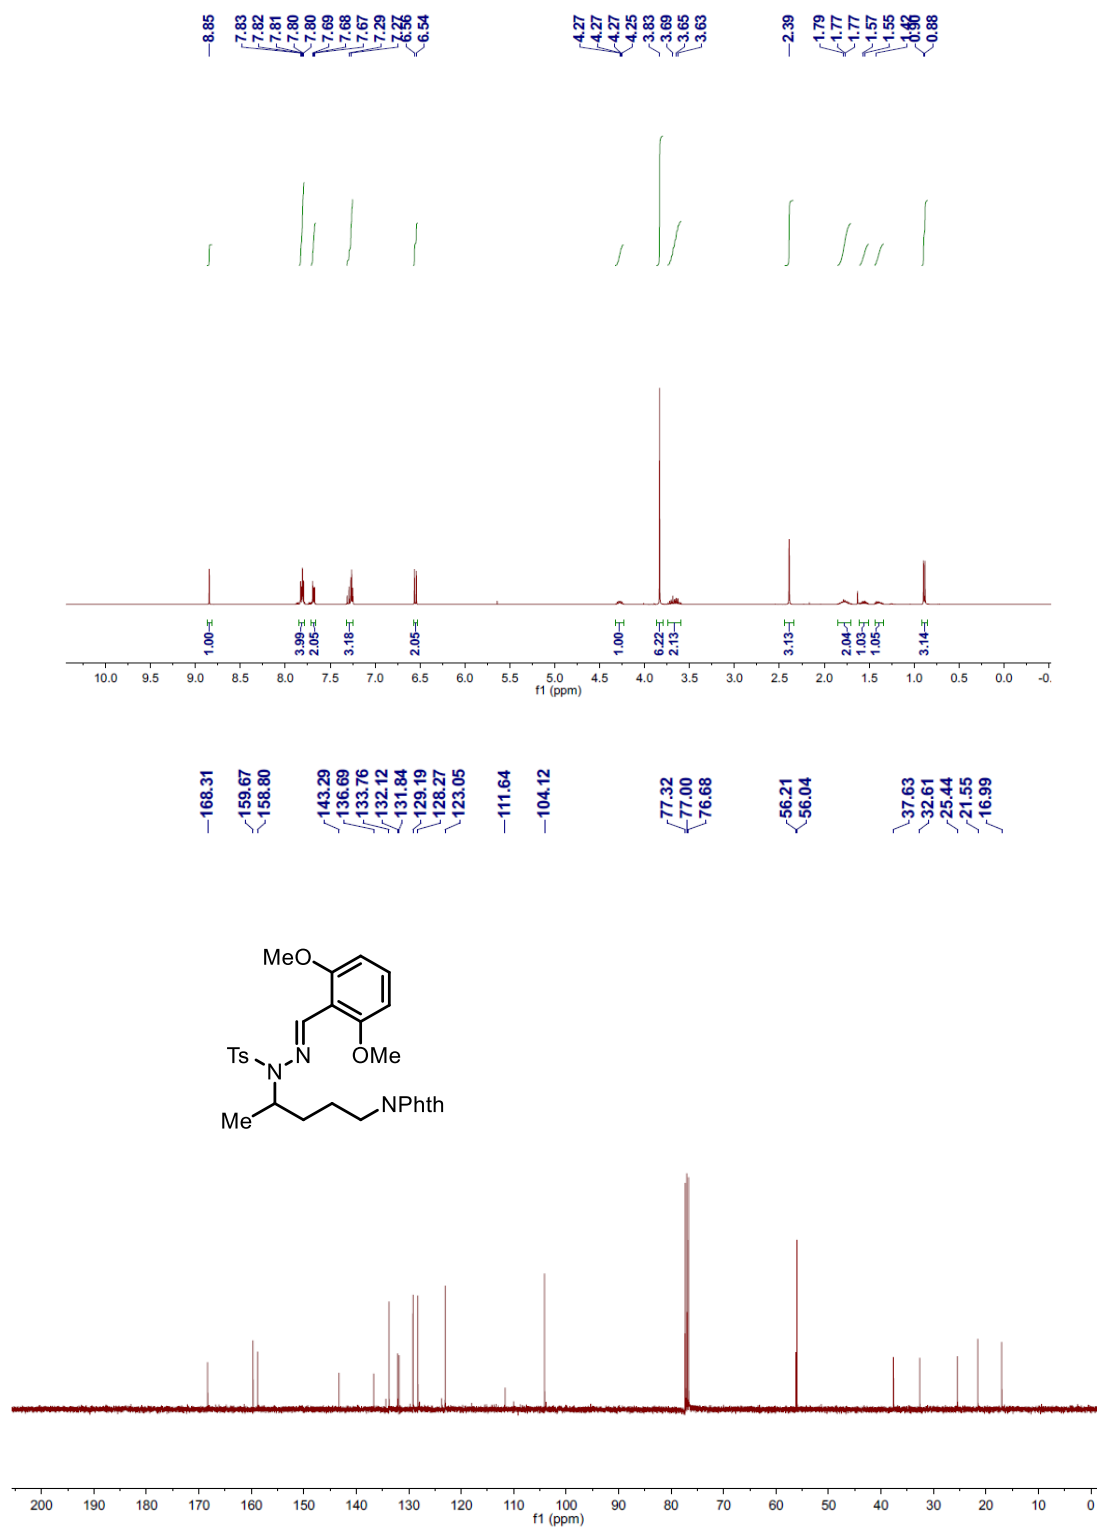 -8.85 7.83 7.82 7.81 7.80 7.80 7.69 7.68 7.67 7.29 7.27 6.56 6.54 4.27 4.27 4.27 4.25 3.83 3.69 3.65 3.63 -2.39 1.79 1.77 1.77 1.57 1.55 1.42 0.90 0.88
1.00 3.99 2.05 3.18 2.05 1.00 6.22 2.13 3.13 2.04 1.03 1.05 3.14
10.0 9.5 9.0 8.5 8.0 7.5 7.0 6.5 6.0 5.5 5.0 4.5 4.0 3.5 3.0 2.5 2.0 1.5 1.0 0.5 0.0 -0.
f1 (ppm)
-168.31 159.67 158.80 143.29 136.69 133.76 132.12 131.84 129.19 128.27 123.05 -111.64 -104.12 77.32 77.00 76.68 56.21 56.04 37.63 32.61 25.44 21.55 16.99
MeO
Ts N OMe
N
Me NPhth
200 190 180 170 160 150 140 130 120 110 100 90 80 70 60 50 40 30 20 10 0
f1 (ppm)